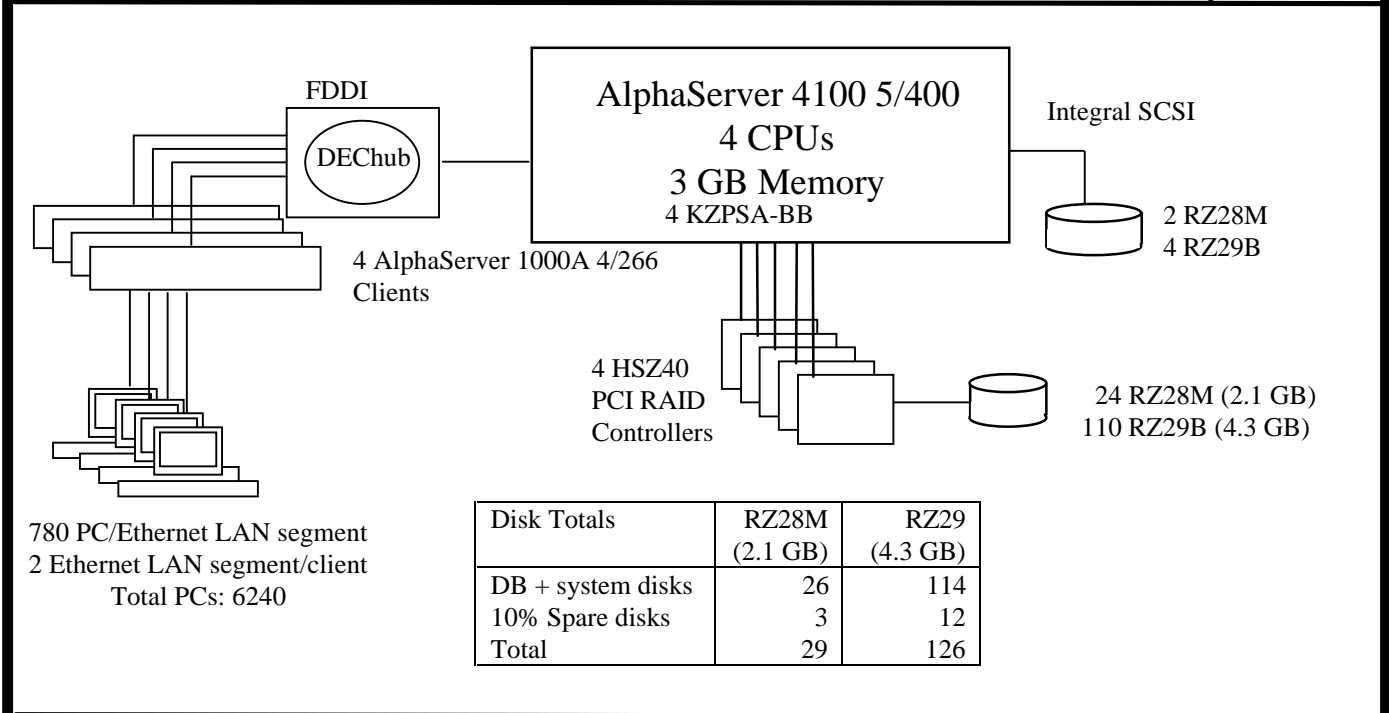 FDDI
DEChub
AlphaServer 4100 5/400
4 CPUs
3 GB Memory
4 KZPSA-BB
Integral SCSI
2 RZ28M
4 RZ29B
4 AlphaServer 1000A 4/266
Clients
4 HSZ40
PCI RAID
Controllers
24 RZ28M (2.1 GB)
110 RZ29B (4.3 GB)
780 PC/Ethernet LAN segment
2 Ethernet LAN segment/client
Total PCs: 6240
Disk Totals RZ28M RZ29
(2.1 GB) (4.3 GB)
DB + system disks 26 114
10% Spare disks 3 12
Total 29 126